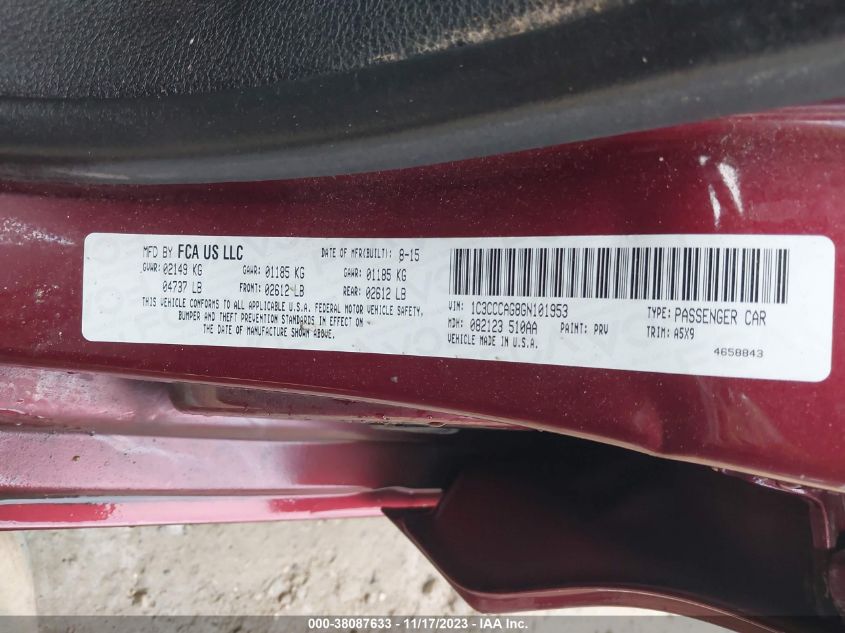 MFD BY FCA US LLC DATE OF MFR(BUILT): 8-15
GVWR: 02149 KG GAWR: 01185 KG GAWR: 01185 KG
04737 LB FRONT: 02612 LB REAR: 02612 LB
THIS VEHICLE CONFORMS TO ALL APPLICABLE U.S.A. FEDERAL MOTOR VEHICLE SAFETY,
BUMPER AND THEFT PREVENTION STANDARDS IN EFFECT ON
THE DATE OF MANUFACTURE SHOWN ABOVE.
VIN: 1C3CCCAG8GN101953 TYPE: PASSENGER CAR
MDH: 082123 510AA PAINT: PRV TRIM: A5X9
VEHICLE MADE IN U.S.A.
4658843
000-38087633 - 11/17/2023 - IAA Inc.